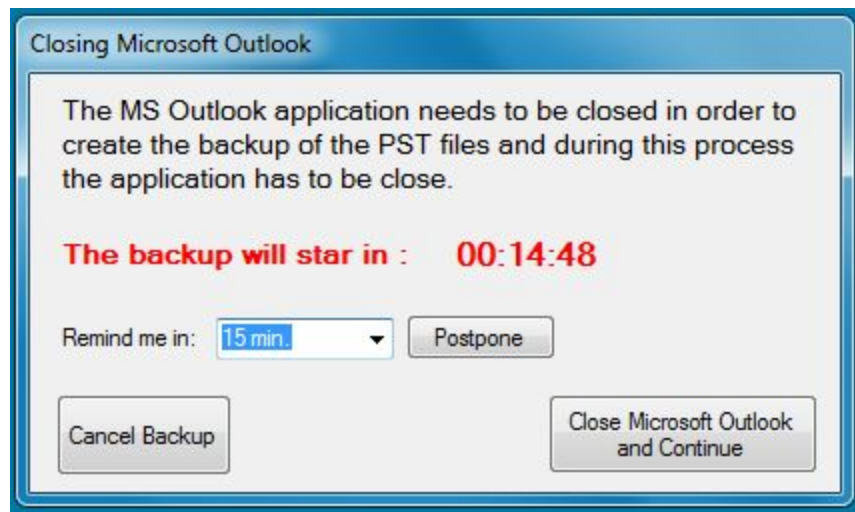 Closing Microsoft Outlook
The MS Outlook application needs to be closed in order to
create the backup of the PST files and during this process
the application has to be close.
The backup will star in : 00:14:48
Remind me in: 15 min. Postpone
Cancel Backup
Close Microsoft Outlook
and Continue